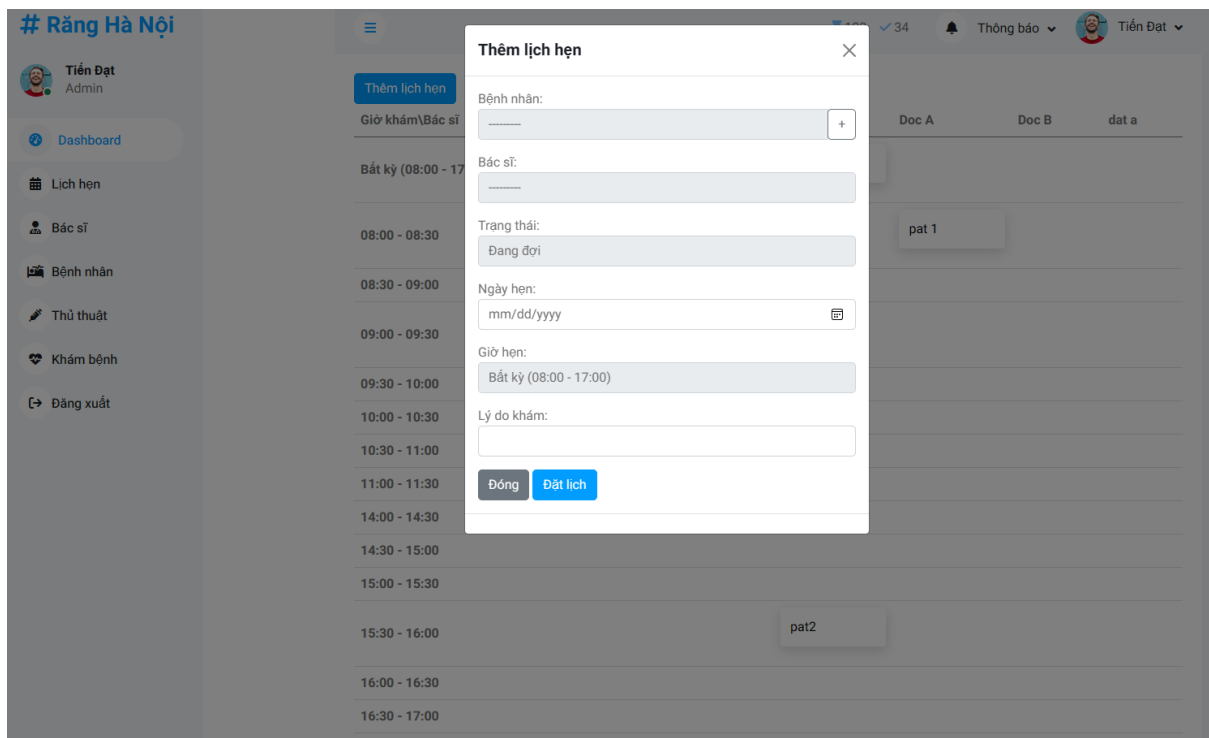 # Răng Hà Nội
Tiến Đạt
Admin
Dashboard
Lịch hẹn
Bác sĩ
Bệnh nhân
Thủ thuật
Khám bệnh
Đăng xuất
34
Thông báo
Tiến Đạt
Thêm lịch hẹn
Giờ khám\Bác sĩ
Doc A
Doc B
dat a
Bất kỳ (08:00 - 17
08:00 - 08:30
pat 1
08:30 - 09:00
09:00 - 09:30
09:30 - 10:00
10:00 - 10:30
10:30 - 11:00
11:00 - 11:30
14:00 - 14:30
14:30 - 15:00
15:00 - 15:30
15:30 - 16:00
pat2
16:00 - 16:30
16:30 - 17:00
Thêm lịch hẹn
Bệnh nhân:
---------
+
Bác sĩ:
---------
Trạng thái:
Đang đợi
Ngày hẹn:
mm/dd/yyyy
Giờ hẹn:
Bất kỳ (08:00 - 17:00)
Lý do khám:
Đóng
Đặt lịch